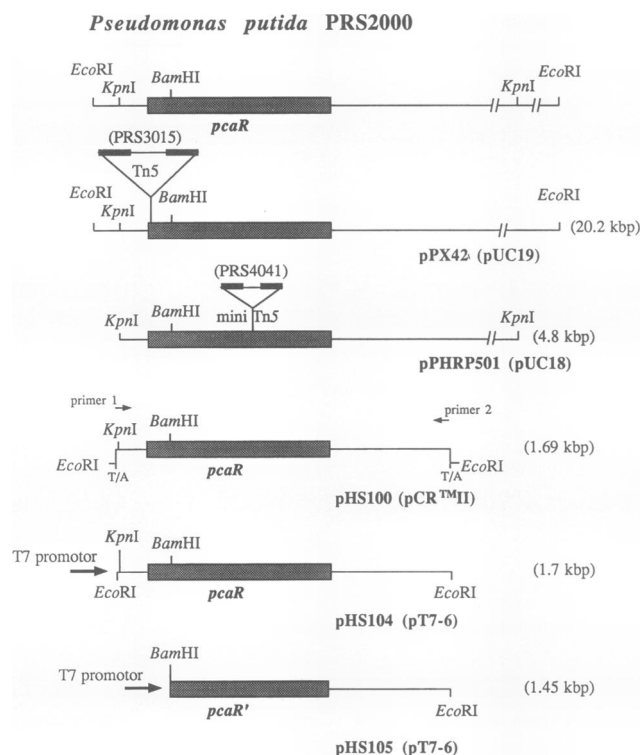 Pseudomonas putida PRS2000
EcoRI
KpnI
BamHI
KpnI
EcoRI
pcaR
(PRS3015)
Tn5
EcoRI
KpnI
BamHI
EcoRI
(20.2 kbp)
pPX42 (pUC19)
(PRS4041)
mini Tn5
BamHI
KpnI
KpnI
(4.8 kbp)
pPHRP501 (pUC18)
primer 1
primer 2
KpnI
BamHI
(1.69 kbp)
EcoRI
T/A
pcaR
T/A
EcoRI
pHS100 (pCR™II)
KpnI
T7 promotor
BamHI
(1.7 kbp)
EcoRI
pcaR
EcoRI
pHS104 (pT7-6)
BamHI
T7 promotor
(1.45 kbp)
pcaR'
EcoRI
pHS105 (pT7-6)